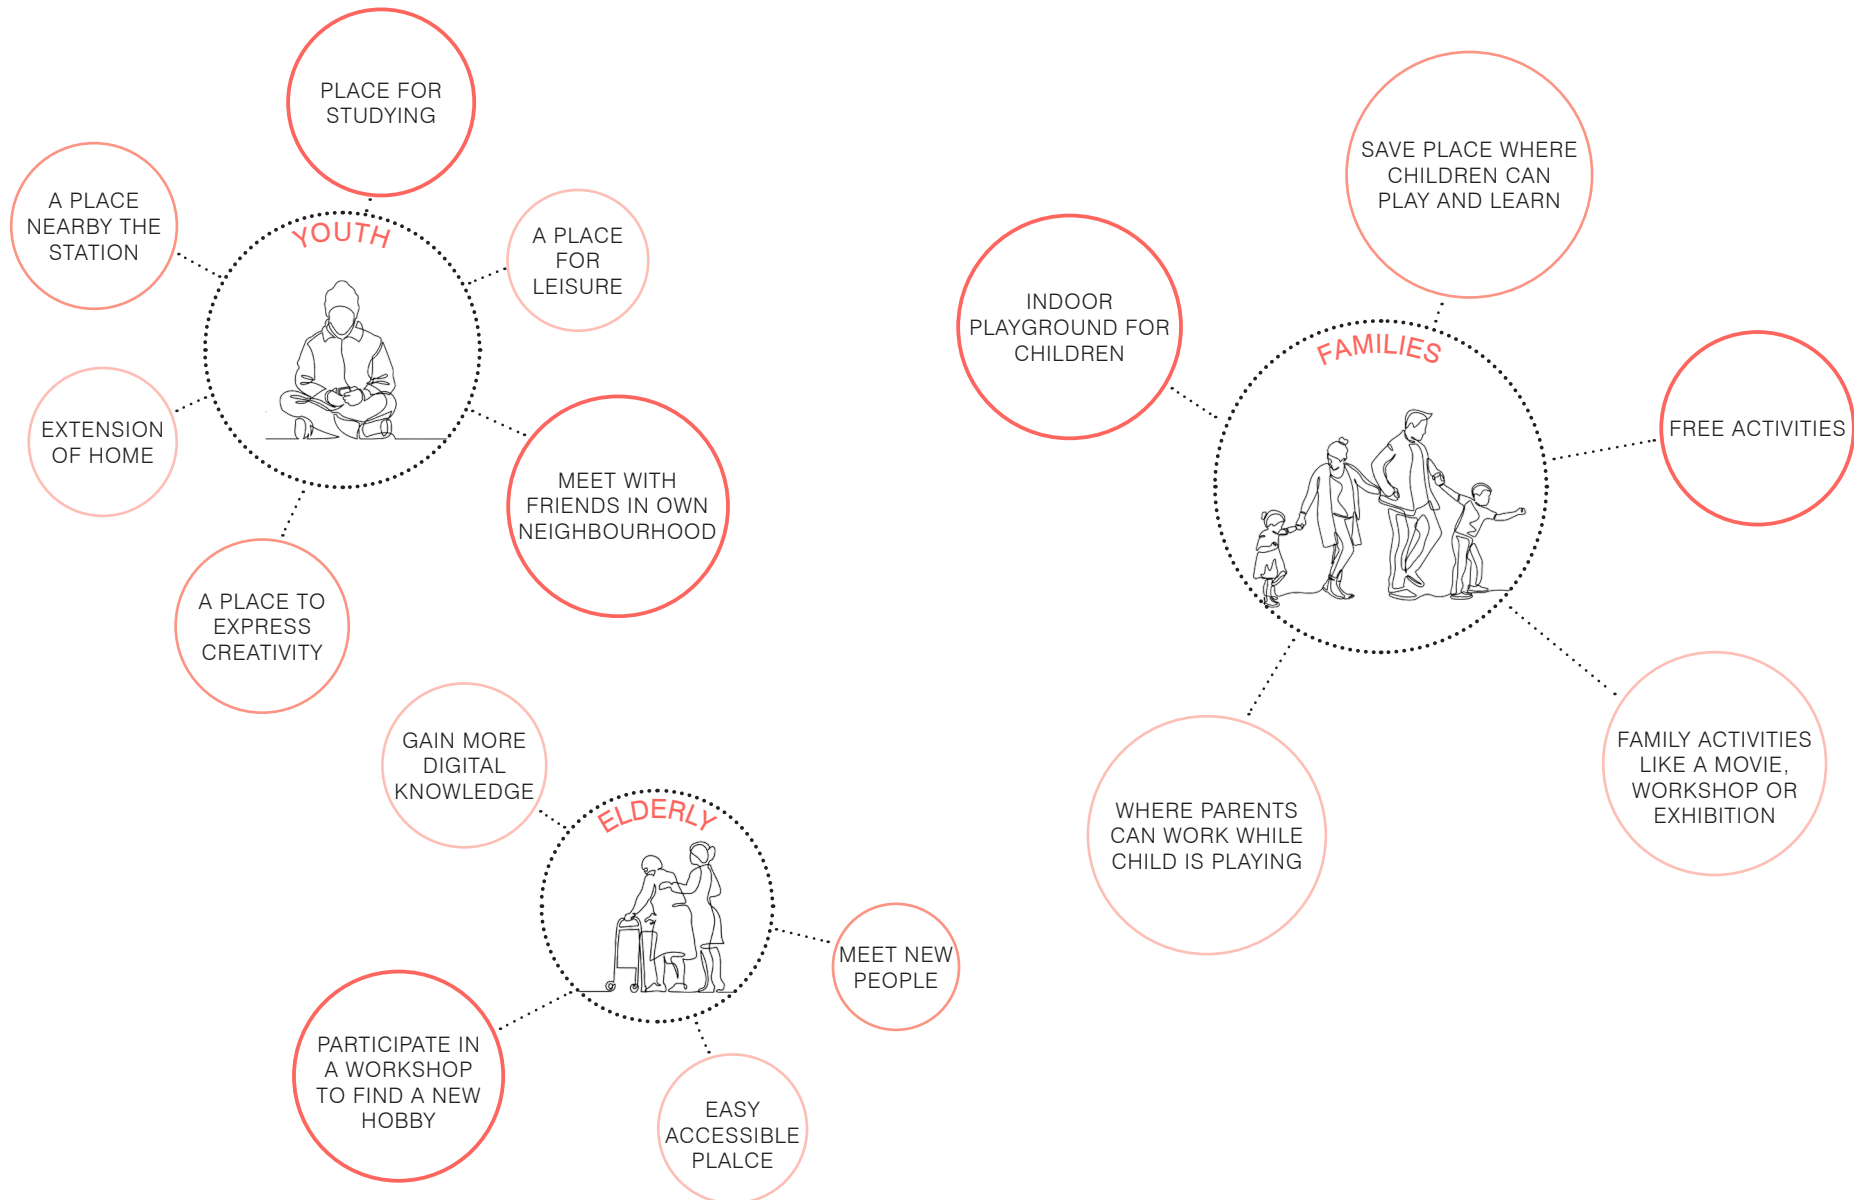 PLACE FOR
STUDYING
A PLACE
NEARBY THE
STATION
YOUTH
A PLACE
FOR
LEISURE
EXTENSION
OF HOME
MEET WITH
FRIENDS IN OWN
NEIGHBOURHOOD
A PLACE TO
EXPRESS
CREATIVITY
SAVE PLACE WHERE
CHILDREN CAN
PLAY AND LEARN
INDOOR
PLAYGROUND FOR
CHILDREN
FAMILIES
FREE ACTIVITIES
WHERE PARENTS
CAN WORK WHILE
CHILD IS PLAYING
FAMILY ACTIVITIES
LIKE A MOVIE,
WORKSHOP OR
EXHIBITION
GAIN MORE
DIGITAL
KNOWLEDGE
ELDERLY
MEET NEW
PEOPLE
PARTICIPATE IN
A WORKSHOP
TO FIND A NEW
HOBBY
EASY
ACCESSIBLE
PLALCE